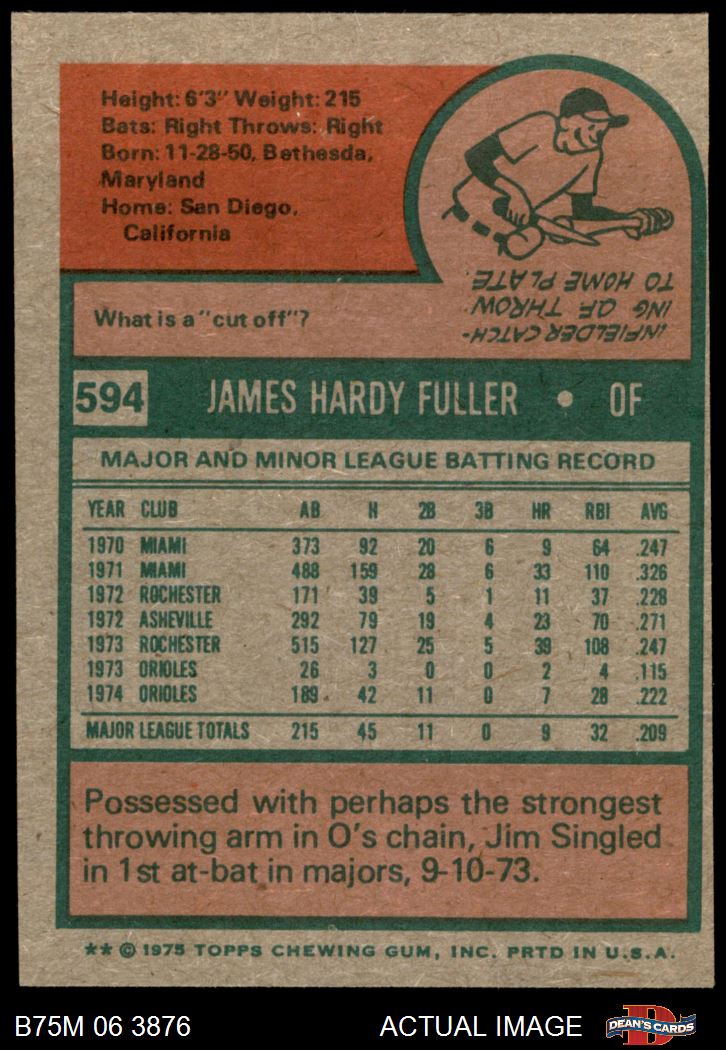 Height: 6'3" Weight: 215
Bats: Right Throws: Right
Born: 11-28-50, Bethesda,
Maryland
Home: San Diego,
California
What is a "cut off"?
INFIELDER CATCH-
ING OF THROW
TO HOME PLATE.
594 JAMES HARDY FULLER • OF
MAJOR AND MINOR LEAGUE BATTING RECORD
YEAR CLUB AB H 2B 3B HR RBI AVG
1970 MIAMI 373 92 20 6 9 64 .247
1971 MIAMI 488 159 28 6 33 110 .326
1972 ROCHESTER 171 39 5 1 11 37 .228
1972 ASHEVILLE 292 79 19 4 23 70 .271
1973 ROCHESTER 515 127 25 5 39 108 .247
1973 ORIOLES 26 3 0 0 2 4 .115
1974 ORIOLES 189 42 11 0 7 28 .222
MAJOR LEAGUE TOTALS 215 45 11 0 9 32 .209
Possessed with perhaps the strongest
throwing arm in O's chain, Jim Singled
in 1st at-bat in majors, 9-10-73.
** © 1975 TOPPS CHEWING GUM, INC. PRTD IN U.S.A.
B75M 06 3876 ACTUAL IMAGE D DEAN'S CARDS